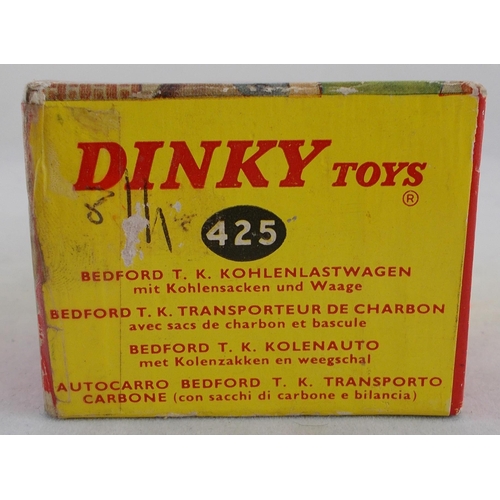 DINKY TOYS
®
425
BEDFORD T. K. KOHLENLASTWAGEN
mit Kohlensacken und Waage
BEDFORD T. K. TRANSPORTEUR DE CHARBON
avec sacs de charbon et bascule
BEDFORD T. K. KOLENAUTO
met Kolenzakken en weegschal
AUTOCARRO BEDFORD T. K. TRANSPORTO
CARBONE (con sacchi di carbone e bilancia)